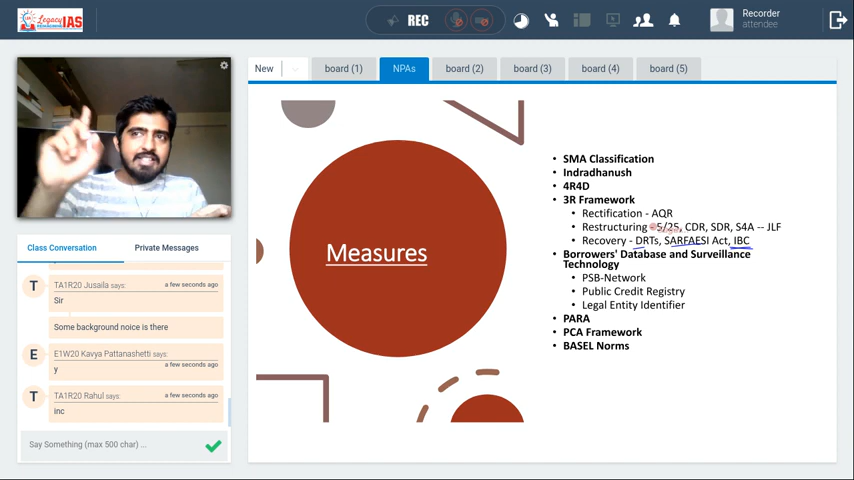 Legacy IAS
REC
Recorder
attendee
New
board (1)
NPAs
board (2)
board (3)
board (4)
board (5)
Class Conversation
Private Messages
T
TA1R20 Jusaila says:
a few seconds ago
Sir
Some background noice is there
E
E1W20 Kavya Pattanashetti says:
a few seconds ago
y
T
TA1R20 Rahul says:
a few seconds ago
inc
Say Something (max 500 char) ...
Measures
• SMA Classification
• Indradhanush
• 4R4D
• 3R Framework
• Rectification - AQR
• Restructuring - 5/25, CDR, SDR, S4A -- JLF
• Recovery - DRTs, SARFAESI Act, IBC
• Borrowers' Database and Surveillance
Technology
• PSB-Network
• Public Credit Registry
• Legal Entity Identifier
• PARA
• PCA Framework
• BASEL Norms